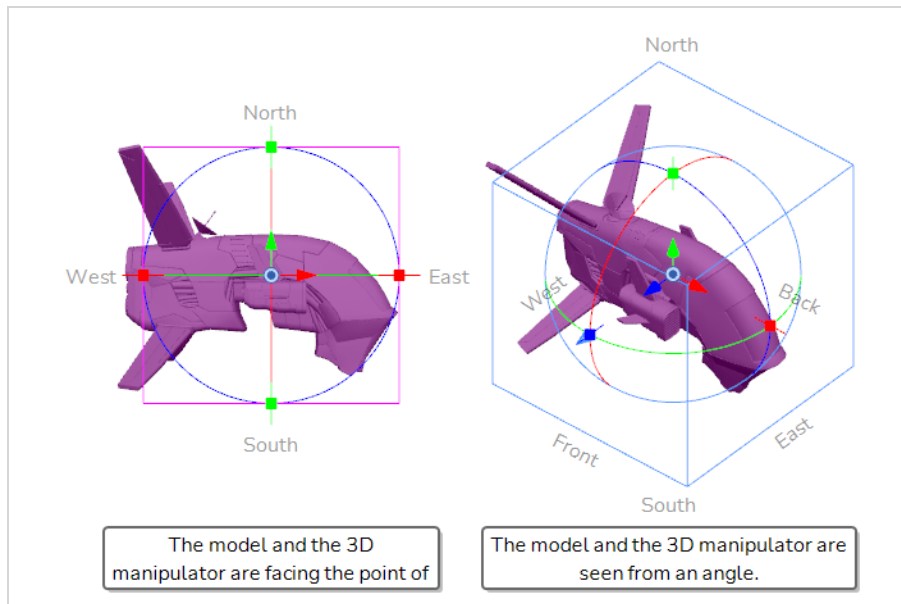 North
West
East
South
The model and the 3D
manipulator are facing the point of
North
West
Back
Front
East
South
The model and the 3D manipulator are
seen from an angle.